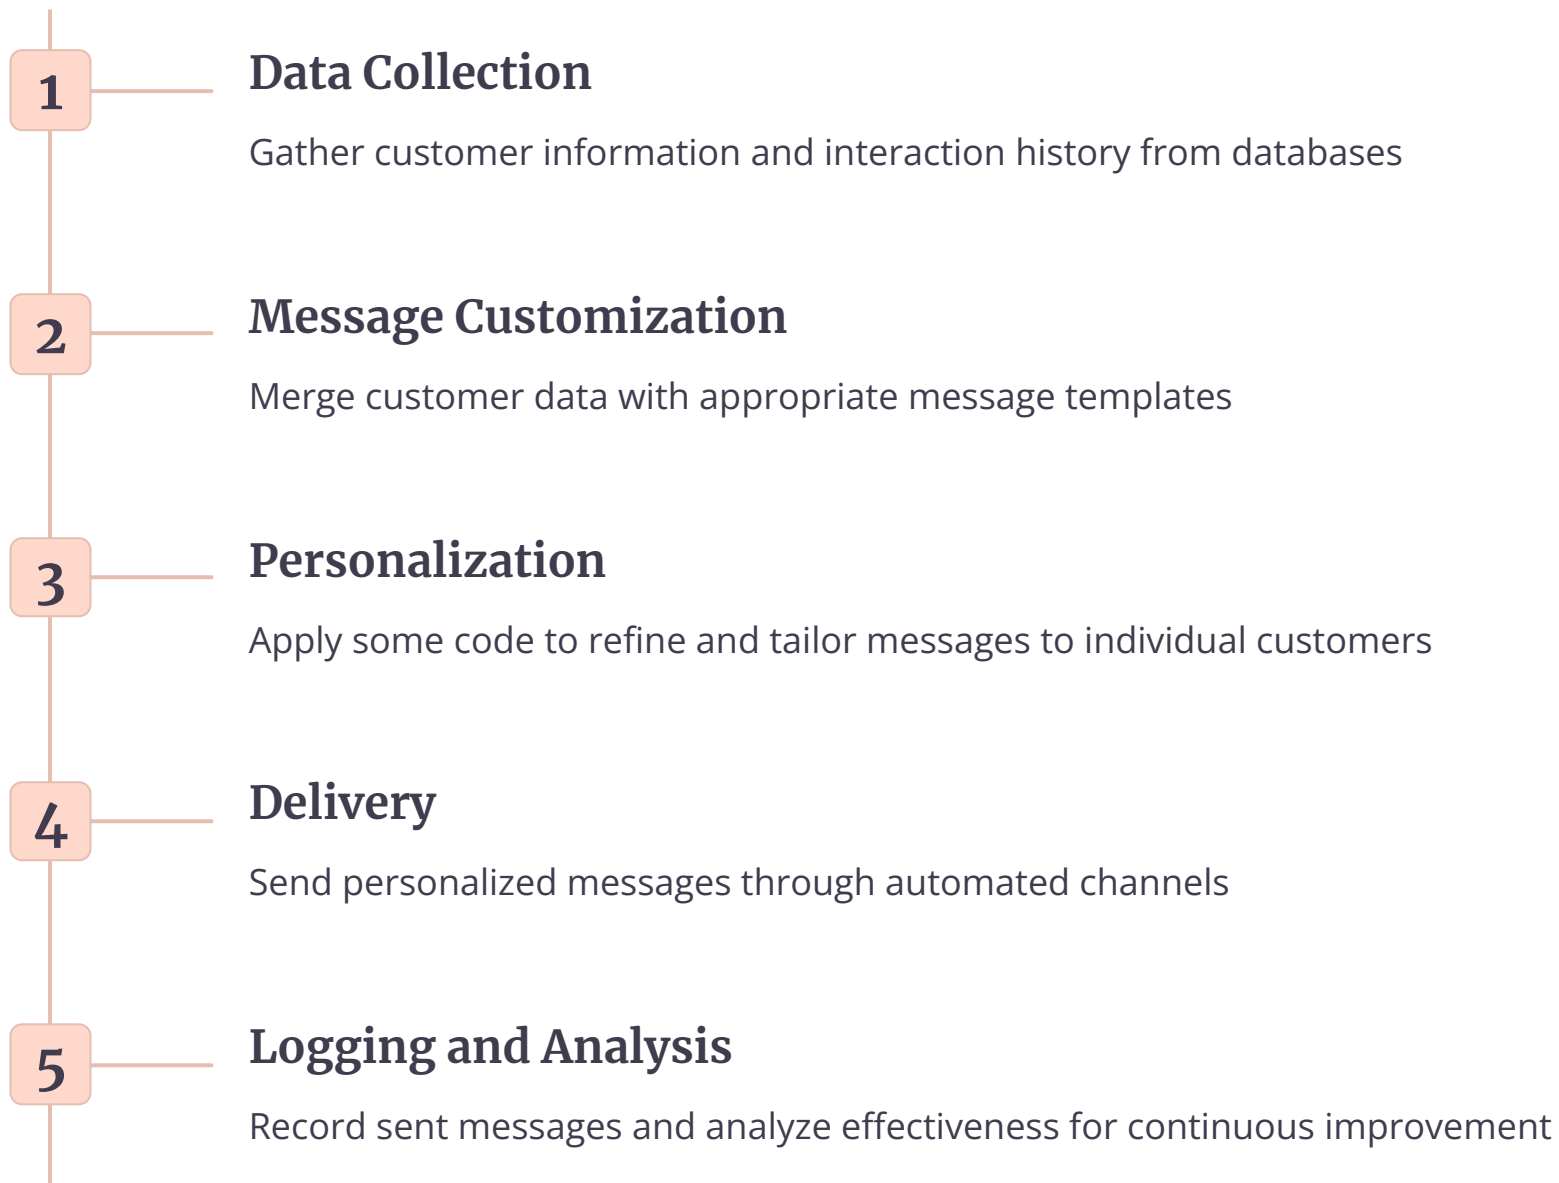 1
Data Collection
Gather customer information and interaction history from databases
2
Message Customization
Merge customer data with appropriate message templates
3
Personalization
Apply some code to refine and tailor messages to individual customers
4
Delivery
Send personalized messages through automated channels
5
Logging and Analysis
Record sent messages and analyze effectiveness for continuous improvement